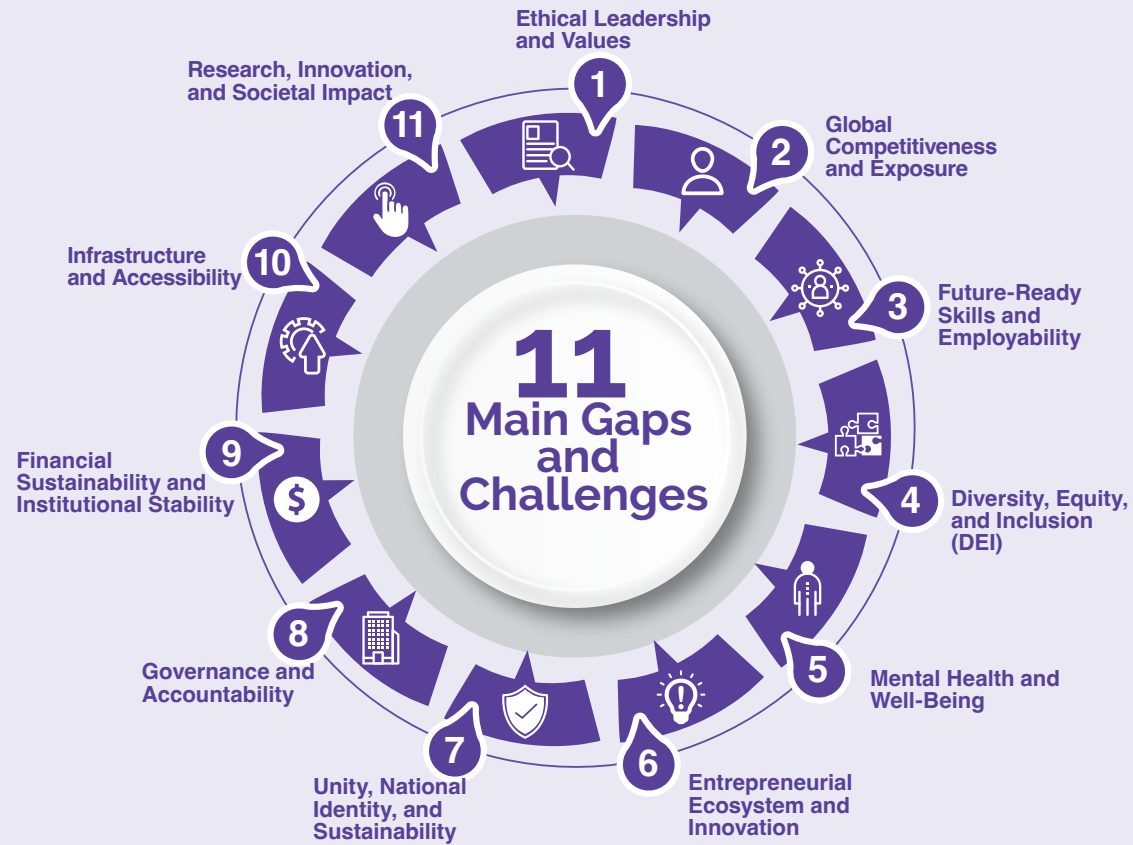 11
Main Gaps
and
Challenges
1
Ethical Leadership
and Values
2
Global
Competitiveness
and Exposure
3
Future-Ready
Skills and
Employability
4
Diversity, Equity,
and Inclusion
(DEI)
5
Mental Health and
Well-Being
6
Entrepreneurial
Ecosystem and
Innovation
7
Unity, National
Identity, and
Sustainability
8
Governance and
Accountability
9
Financial
Sustainability and
Institutional Stability
$
10
Infrastructure
and Accessibility
11
Research, Innovation,
and Societal Impact